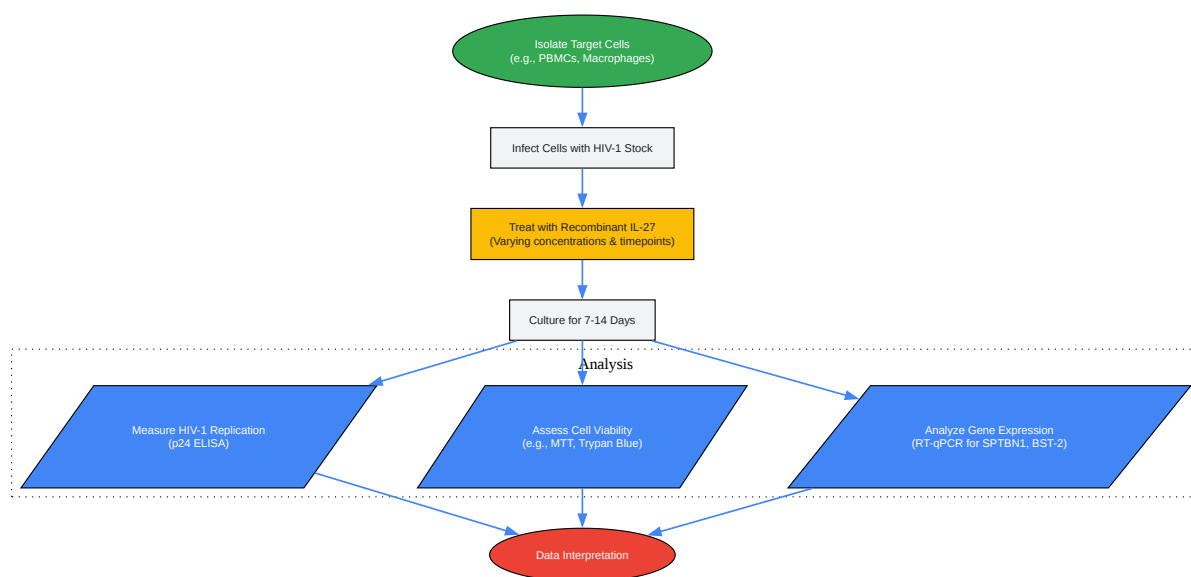 Isolate Target Cells
(e.g., PBMCs, Macrophages)
Infect Cells with HIV-1 Stock
Treat with Recombinant IL-27
(Varying concentrations & timepoints)
Culture for 7-14 Days
Analysis
Measure HIV-1 Replication
(p24 ELISA)
Assess Cell Viability
(e.g., MTT, Trypan Blue)
Analyze Gene Expression
(RT-qPCR for SPTBN1, BST-2)
Data Interpretation